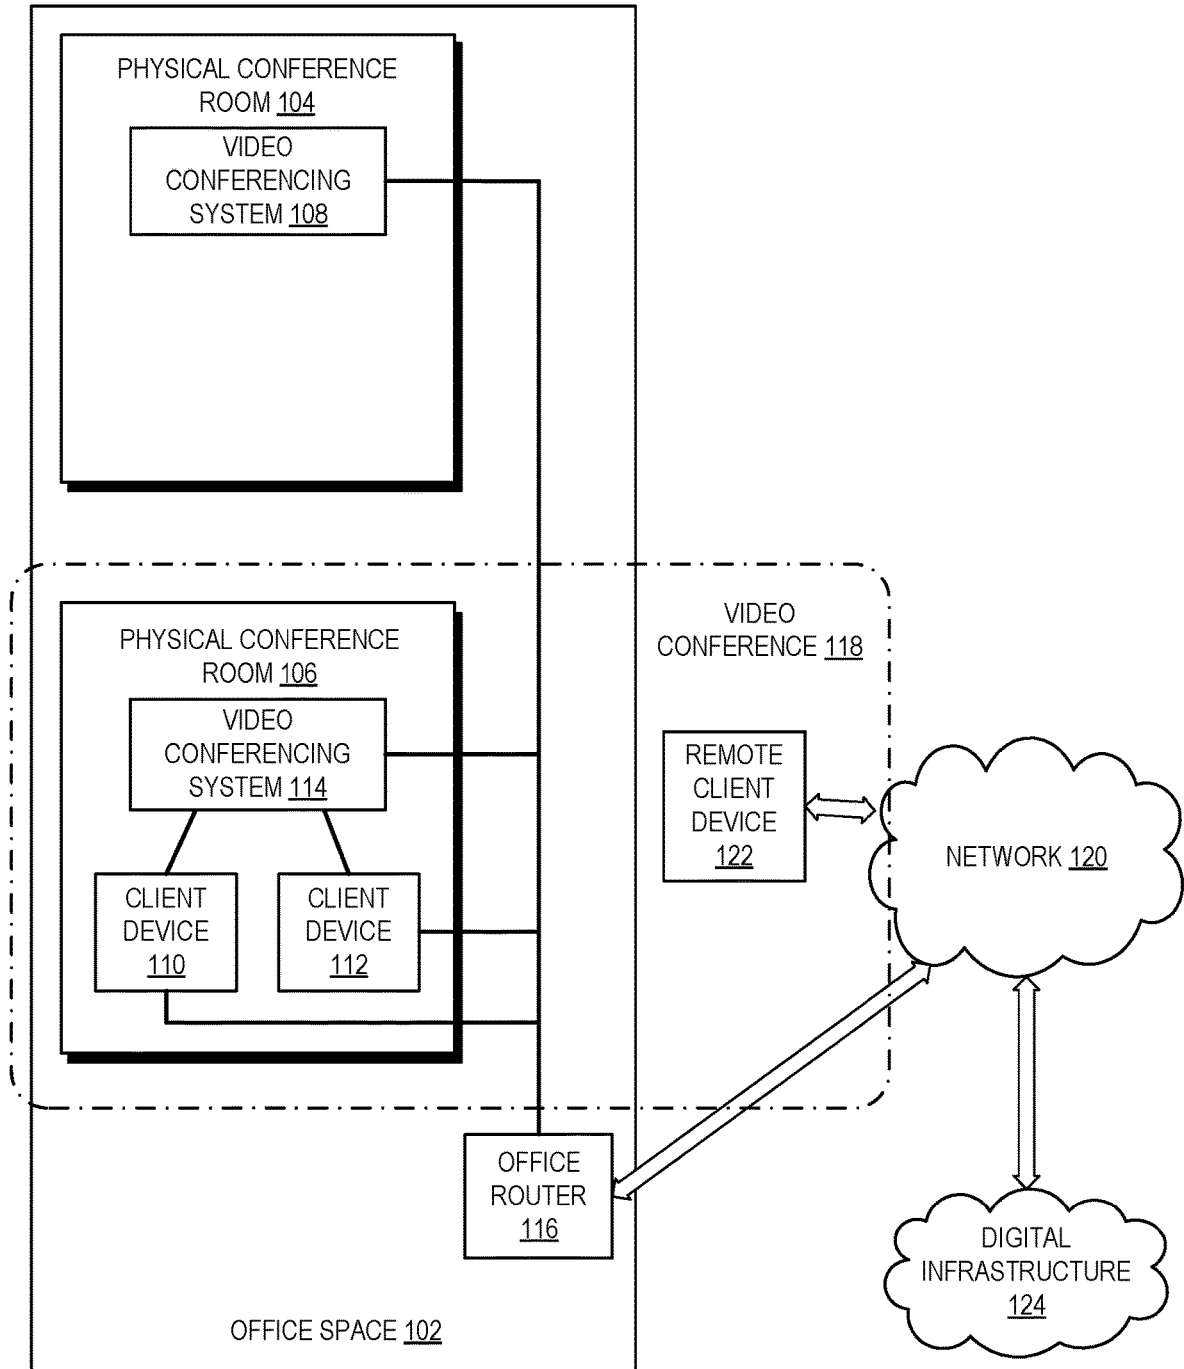 PHYSICAL CONFERENCE
ROOM 104
VIDEO
CONFERENCING
SYSTEM 108
PHYSICAL CONFERENCE
ROOM 106
VIDEO
CONFERENCING
SYSTEM 114
CLIENT
DEVICE
110
CLIENT
DEVICE
112
VIDEO
CONFERENCE 118
REMOTE
CLIENT
DEVICE
122
NETWORK 120
OFFICE
ROUTER
116
DIGITAL
INFRASTRUCTURE
124
OFFICE SPACE 102